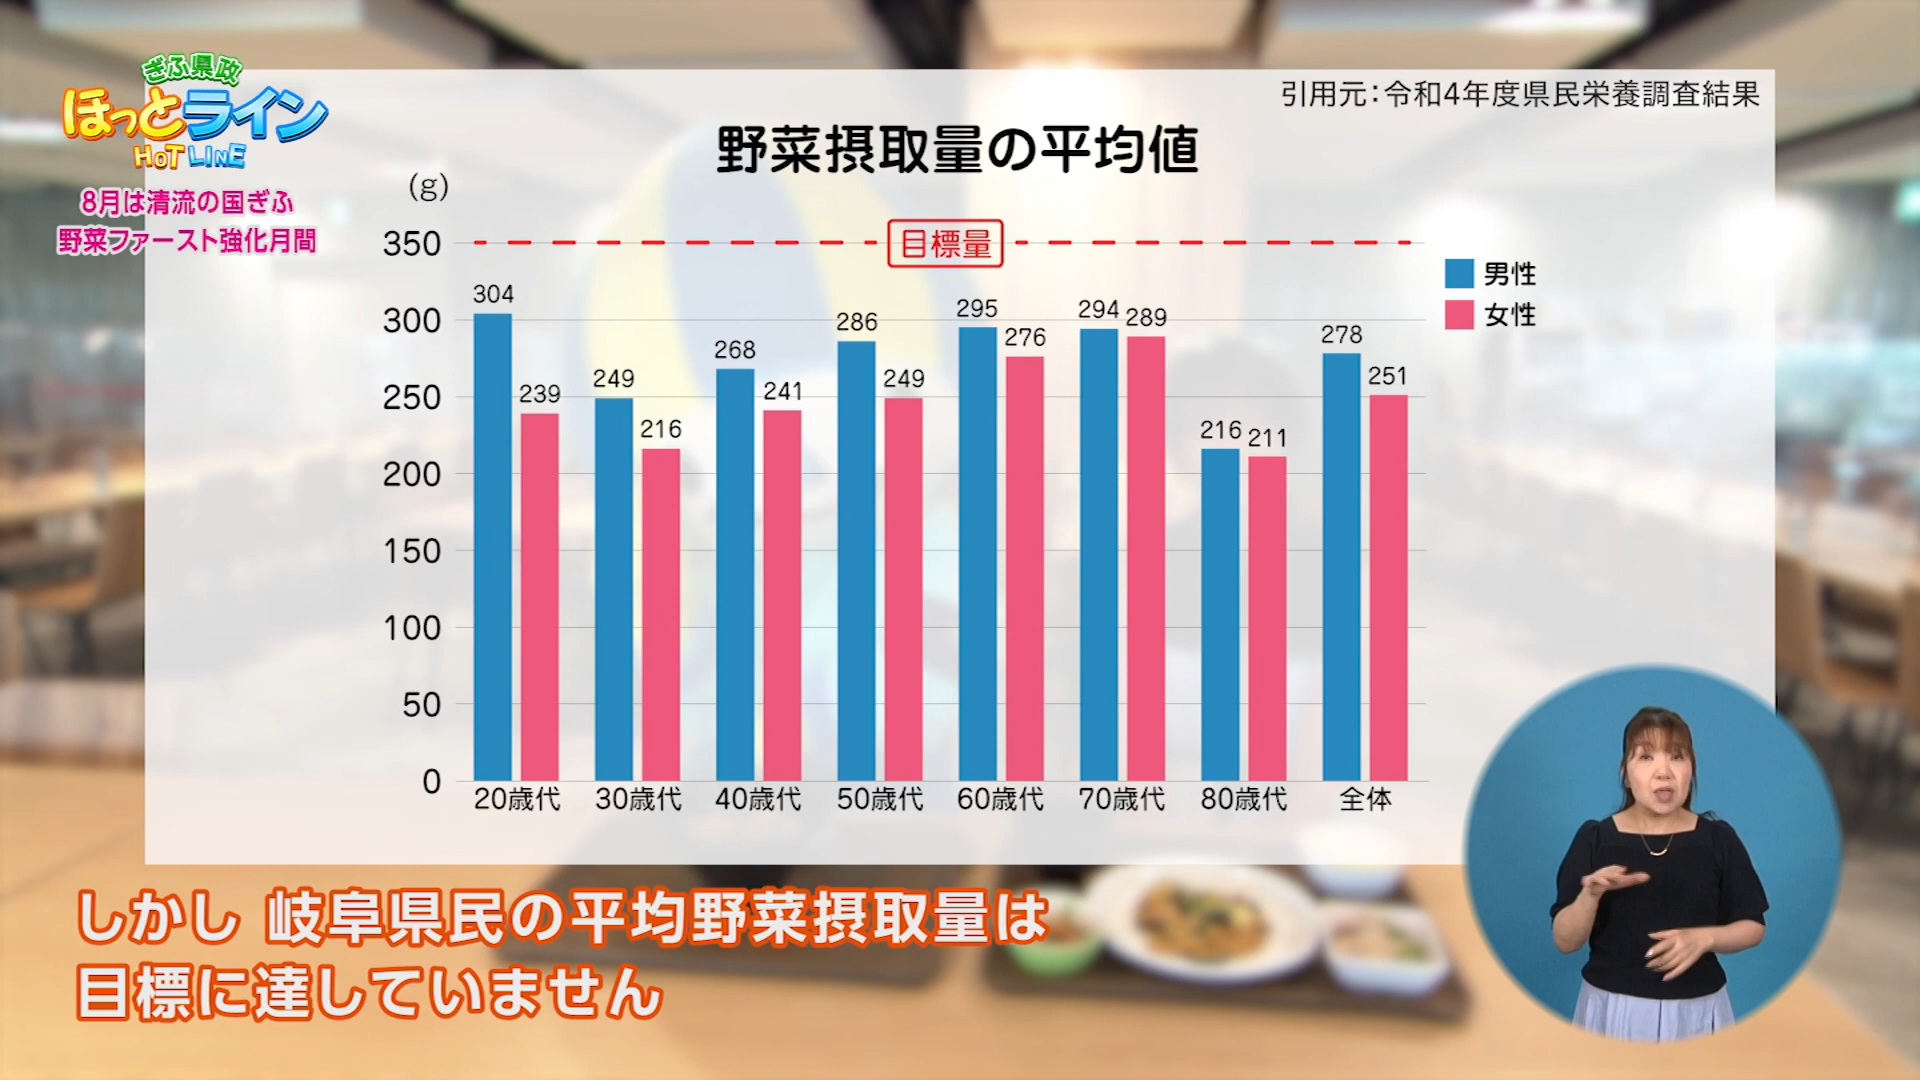 ぎふ県政
ほっとライン
HOT LINE
8月は清流の国ぎふ
野菜ファースト強化月間
引用元：令和4年度県民栄養調査結果
野菜摂取量の平均値
(g)
350
300
250
200
150
100
50
0
目標量
男性
女性
304 239
249 216
268 241
286 249
295 276
294 289
216 211
278 251
20歳代 30歳代 40歳代 50歳代 60歳代 70歳代 80歳代 全体
しかし 岐阜県民の平均野菜摂取量は
目標に達していません